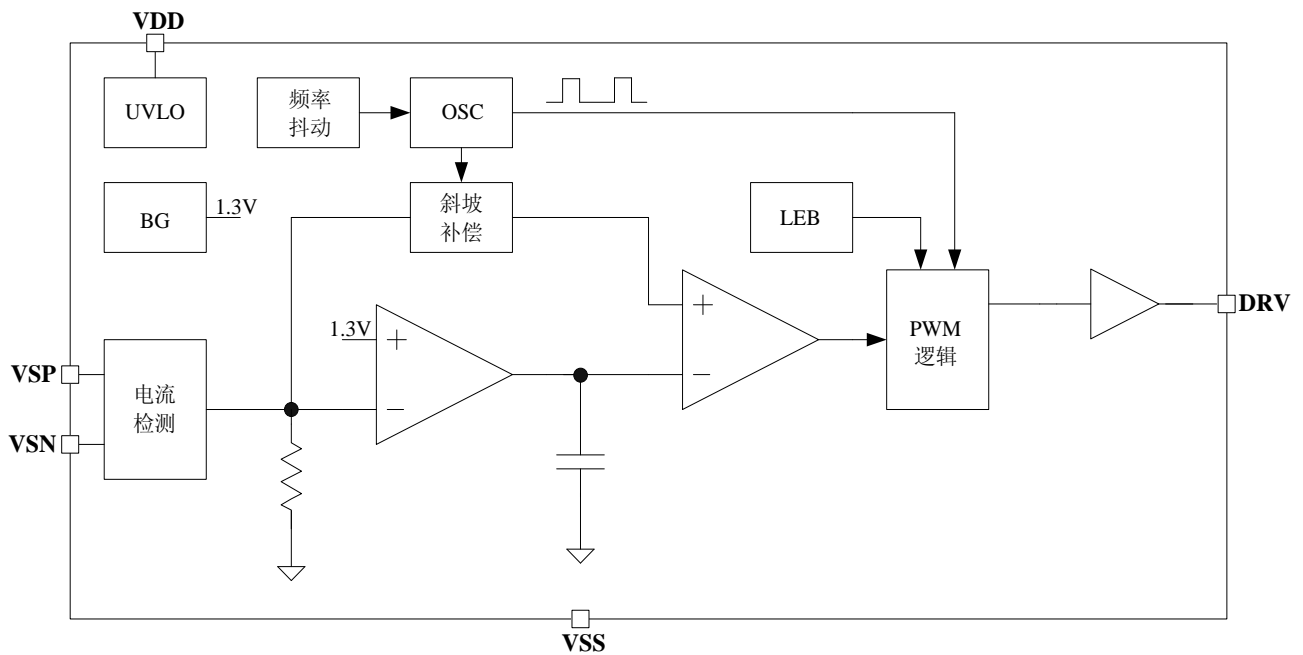 VDD
UVLO
频率
抖动
OSC
BG
1.3V
斜坡
补偿
LEB
1.3V
+
−
+
−
PWM
逻辑
DRV
VSP
VSN
电流
检测
VSS